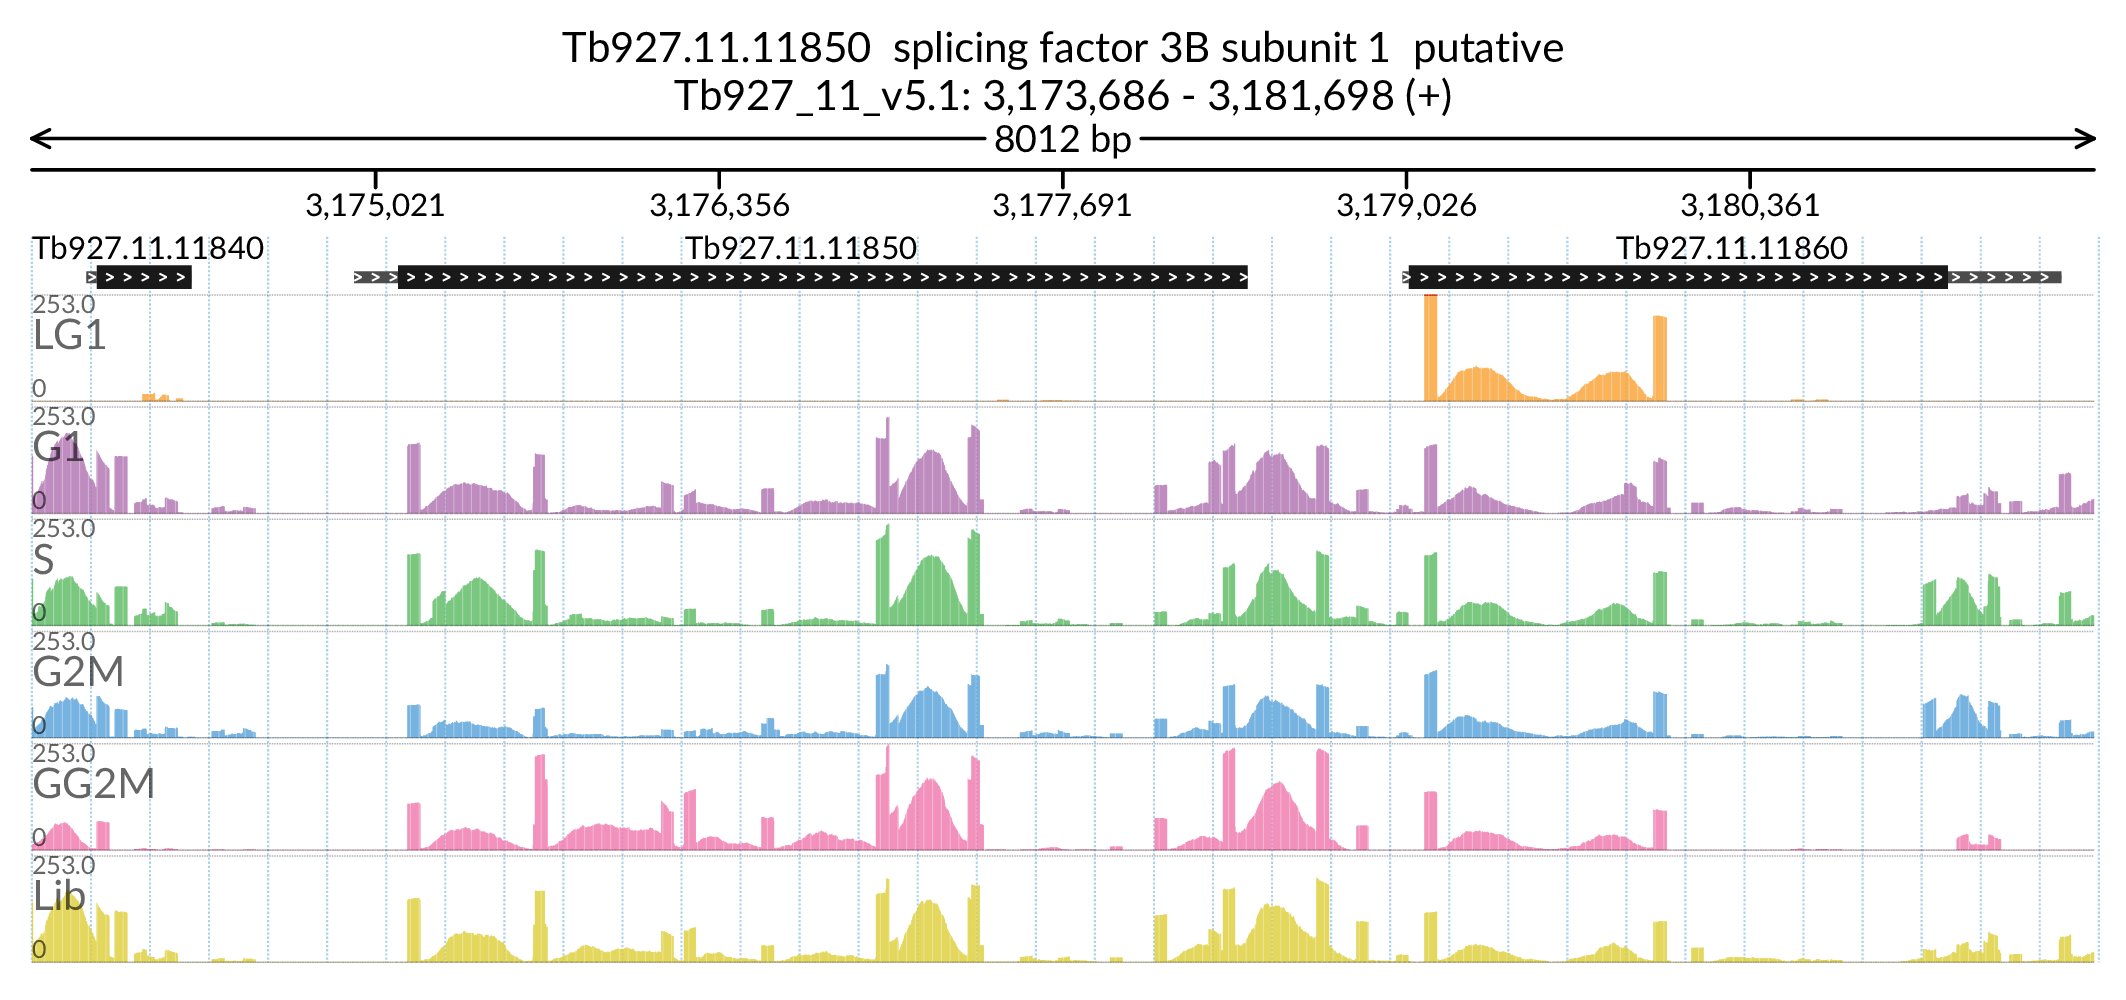 Tb927.11.11850  splicing factor 3B subunit 1  putative
Tb927_11_v5.1: 3,173,686 - 3,181,698 (+)
8012 bp
3,175,021 3,176,356 3,177,691 3,179,026 3,180,361
Tb927.11.11840 Tb927.11.11850 Tb927.11.11860
253.0
LG1
0
253.0
G1
0
253.0
S
0
253.0
G2M
0
253.0
GG2M
0
253.0
Lib
0